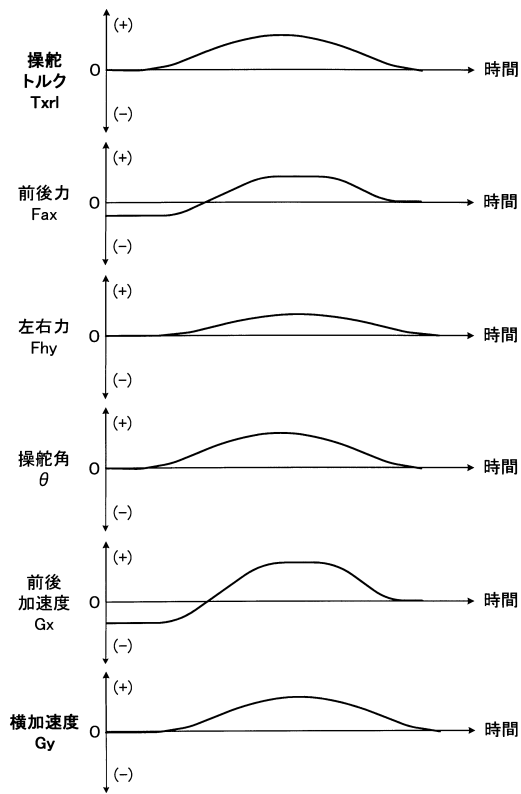 (+)
操舵
トルク
Txrl
0
時間
(−)
(+)
前後力
Fax
0
時間
(−)
(+)
左右力
Fhy
0
時間
(−)
(+)
操舵角
θ
0
時間
(−)
(+)
前後
加速度
Gx
0
時間
(−)
(+)
横加速度
Gy
0
時間
(−)